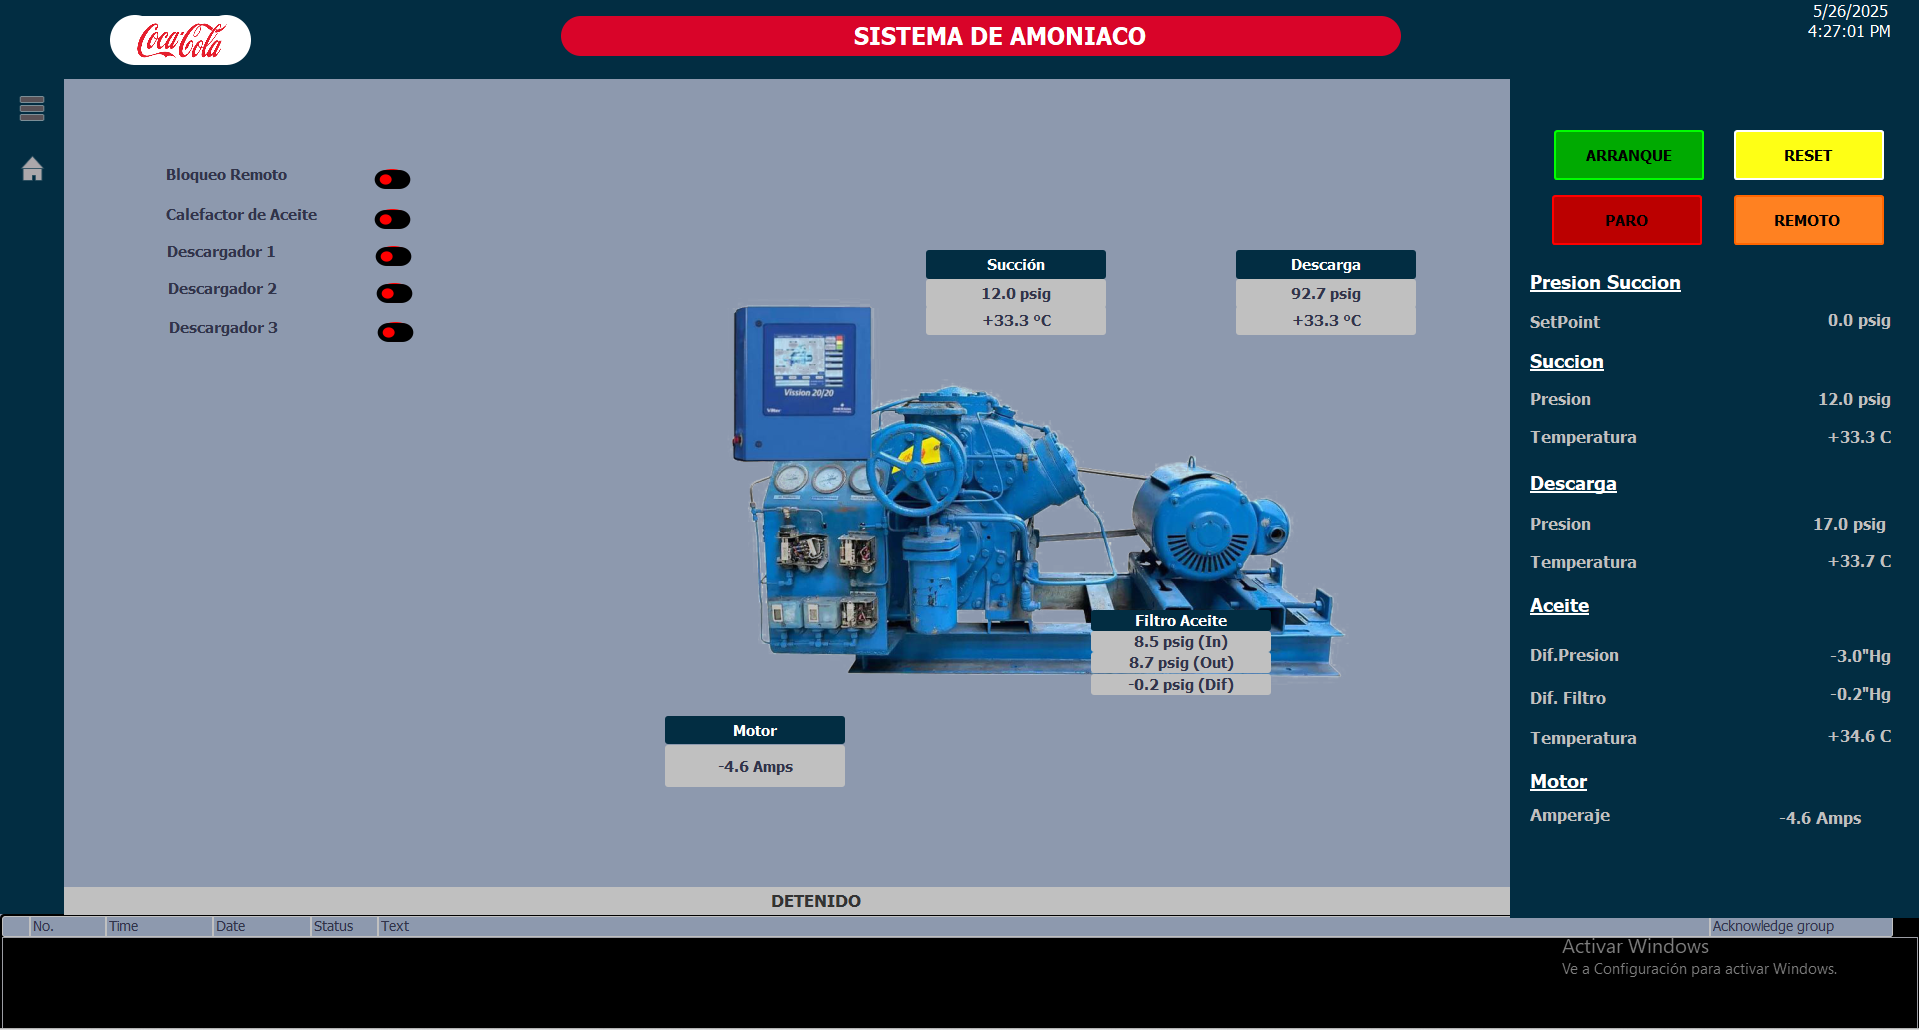 Coca-Cola
SISTEMA DE AMONIACO
5/26/2025
4:27:01 PM
Bloqueo Remoto
Calefactor de Aceite
Descargador 1
Descargador 2
Descargador 3
Succión
12.0 psig
+33.3 °C
Descarga
92.7 psig
+33.3 °C
Vission 20/20
Vilter
Filtro Aceite
8.5 psig (In)
8.7 psig (Out)
-0.2 psig (Dif)
Motor
-4.6 Amps
DETENIDO
ARRANQUE
RESET
PARO
REMOTO
Presion Succion
SetPoint 0.0 psig
Succion
Presion 12.0 psig
Temperatura +33.3 C
Descarga
Presion 17.0 psig
Temperatura +33.7 C
Aceite
Dif.Presion -3.0"Hg
Dif. Filtro -0.2"Hg
Temperatura +34.6 C
Motor
Amperaje -4.6 Amps
No. Time Date Status Text Acknowledge group
Activar Windows
Ve a Configuración para activar Windows.